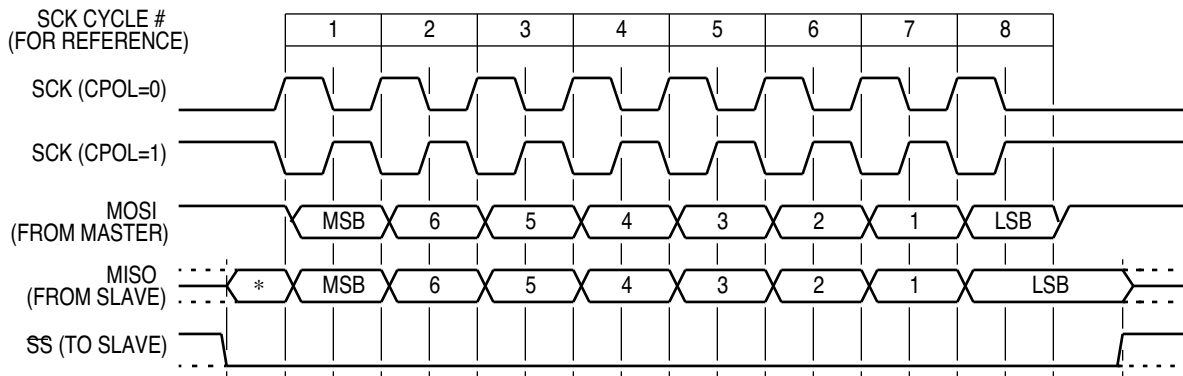 SCK CYCLE #
(FOR REFERENCE)
1 2 3 4 5 6 7 8
SCK (CPOL=0)
SCK (CPOL=1)
MOSI
(FROM MASTER)
MSB 6 5 4 3 2 1 LSB
MISO
(FROM SLAVE)
* MSB 6 5 4 3 2 1 LSB
SS (TO SLAVE)